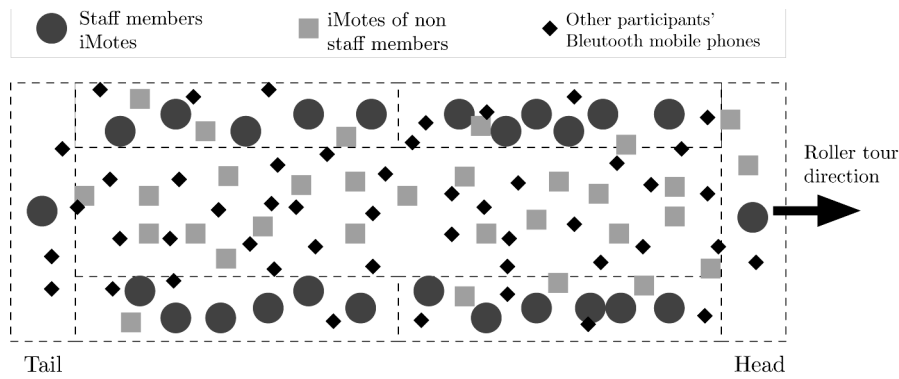 Staff members
iMotes
iMotes of non
staff members
Other participants'
Bleutooth mobile phones
Roller tour
direction
Tail
Head